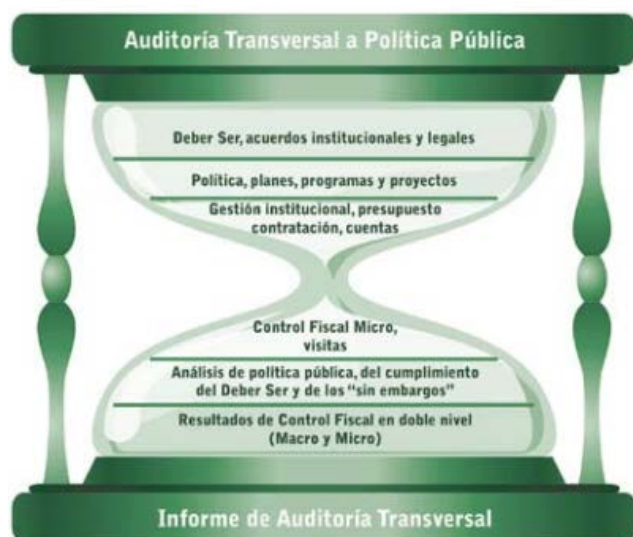 Auditoría Transversal a Política Pública
Deber Ser, acuerdos institucionales y legales
Política, planes, programas y proyectos
Gestión institucional, presupuesto
contratación, cuentas
Control Fiscal Micro,
visitas
Análisis de política pública, del cumplimiento
del Deber Ser y de los “sin embargos”
Resultados de Control Fiscal en doble nivel
(Macro y Micro)
Informe de Auditoría Transversal